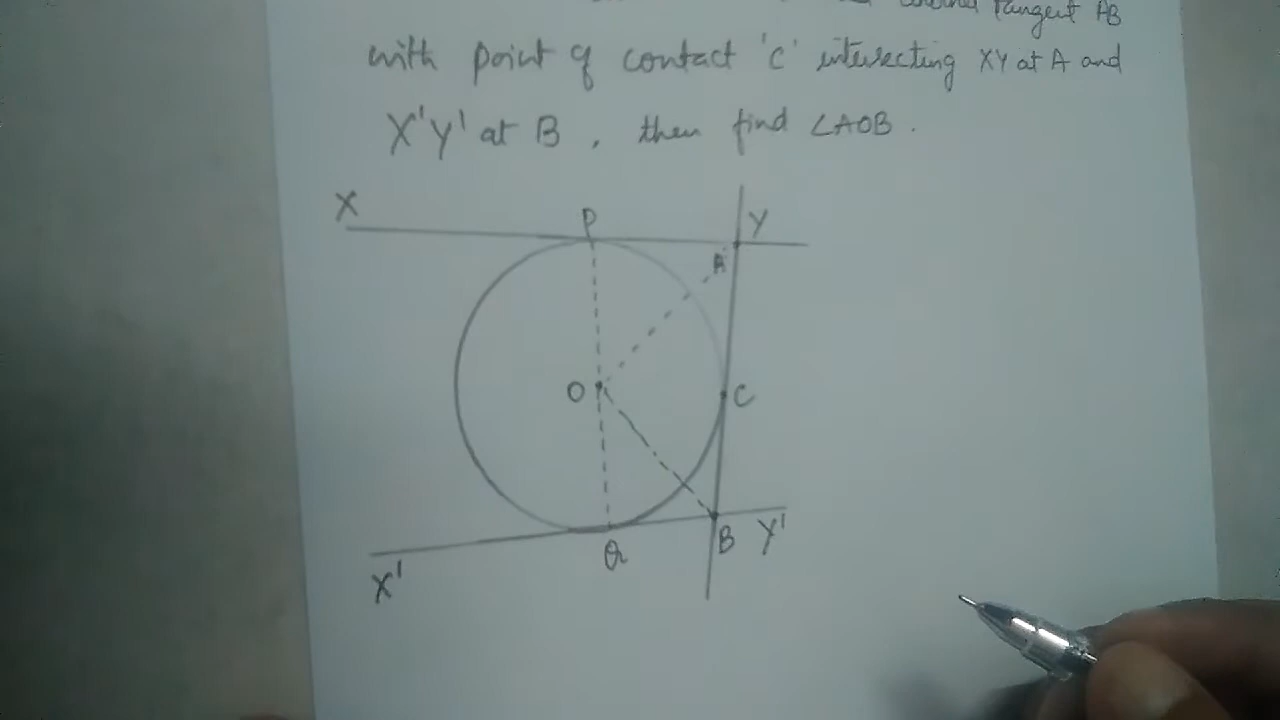 Tangent AB
with point of contact 'C' intersecting XY at A and
X'Y' at B , then find ∠AOB .
X
P
Y
A
O
C
B
Y'
Q
X'